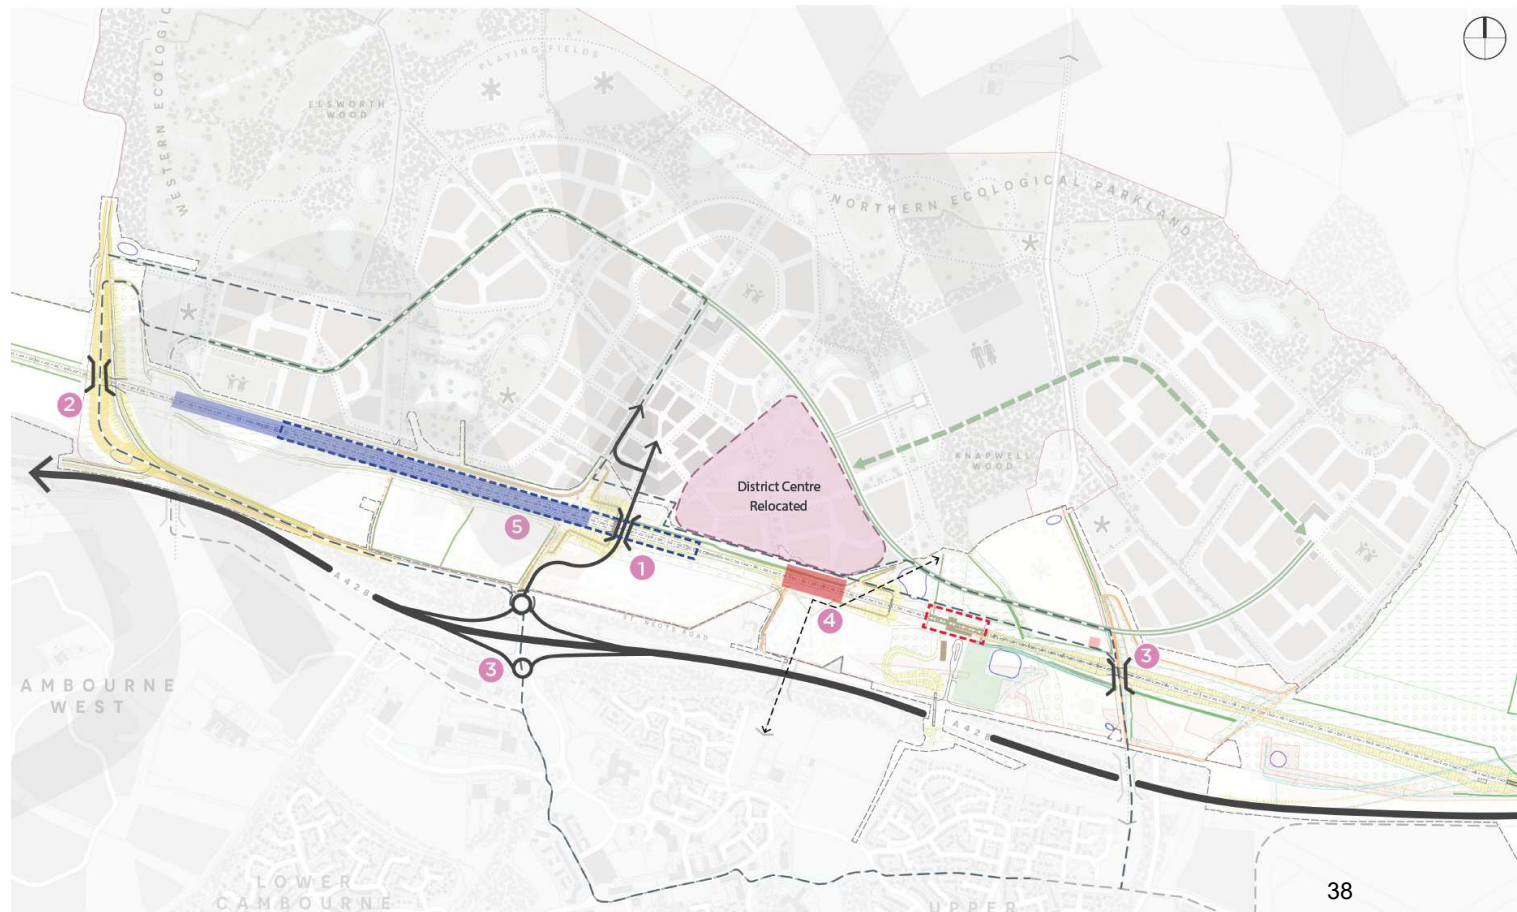 PLAYING FIELDS
ELSWORTH
WOOD
WESTERN ECOLOGIC
NORTHERN ECOLOGICAL PARKLAND
2
KNAPWELL
WOOD
District Centre
Relocated
5
1
A428
ST NEOTS ROAD
4
3
3
AMBOURNE
WEST
A428
LOWER
CAMBOURNE
UPPER
38